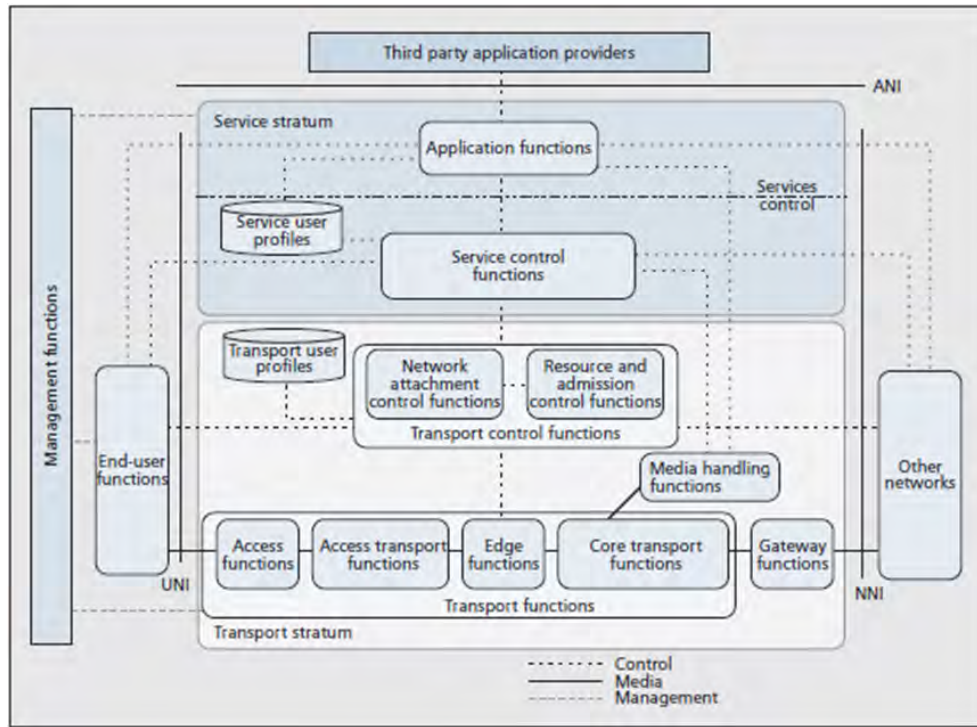 Third party application providers
ANI
Service stratum
Application functions
Services
control
Service user
profiles
Service control
functions
Management functions
Transport user
profiles
Network
attachment
control functions
Resource and
admission
control functions
Transport control functions
End-user
functions
Media handling
functions
Other
networks
Access
functions
Access transport
functions
Edge
functions
Core transport
functions
Gateway
functions
UNI
NNI
Transport functions
Transport stratum
Control
Media
Management